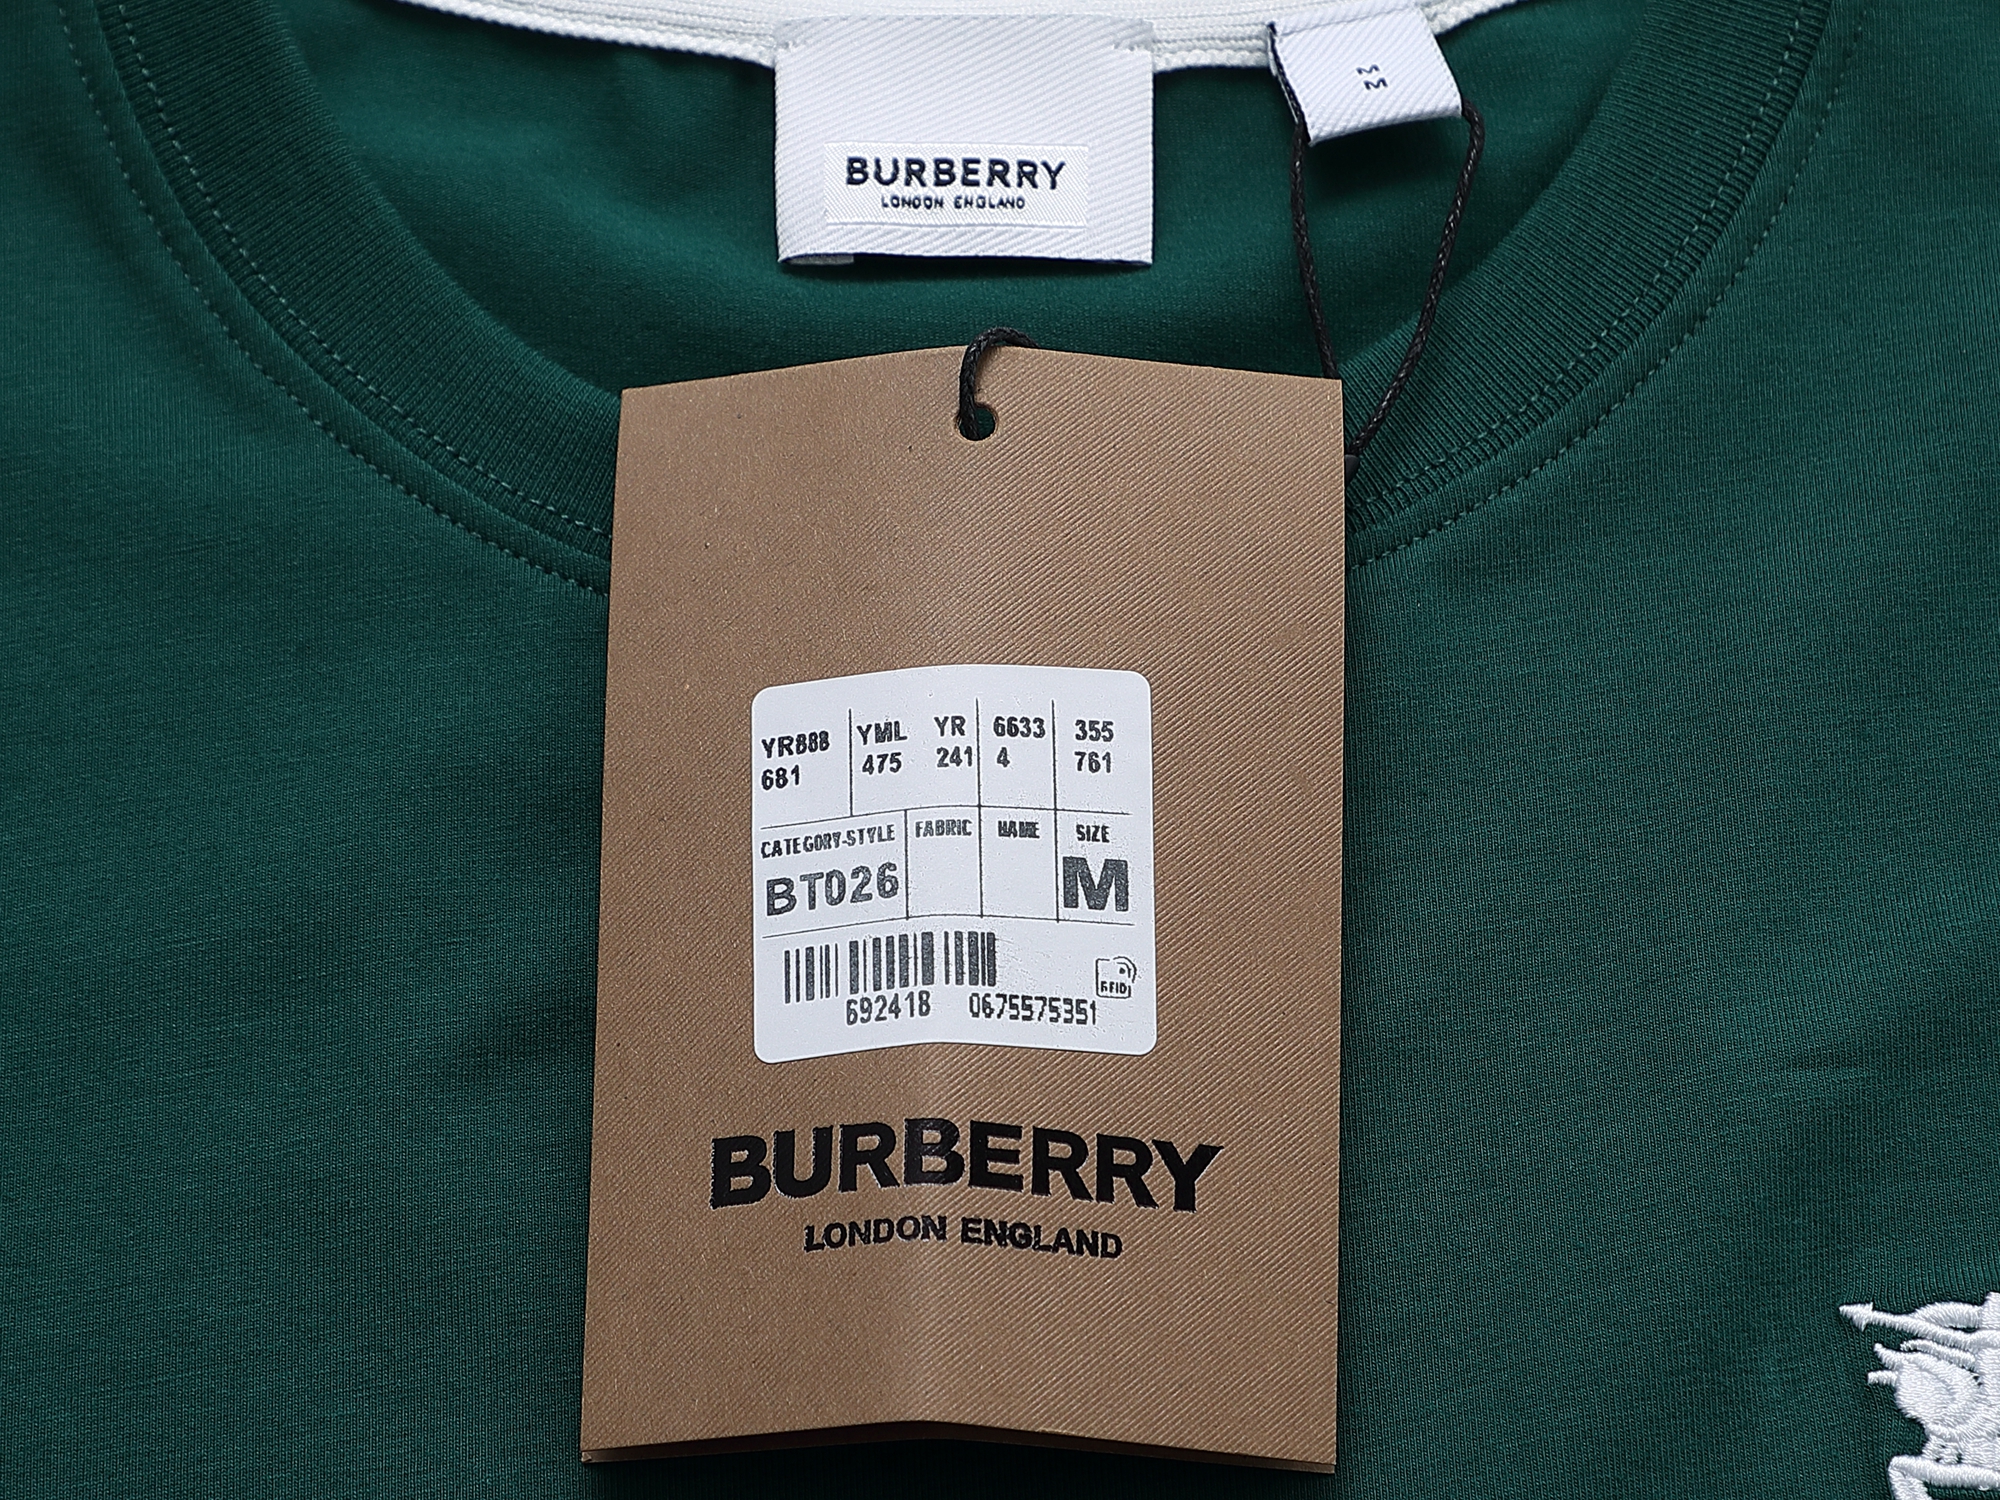 BURBERRY
LONDON ENGLAND
M
M
YR888 YML YR 6633 355
681 475 241 4 761
CATEGORY-STYLE FABRIC NAME SIZE
BT026 M
692418 0675575351
RFID
BURBERRY
LONDON ENGLAND